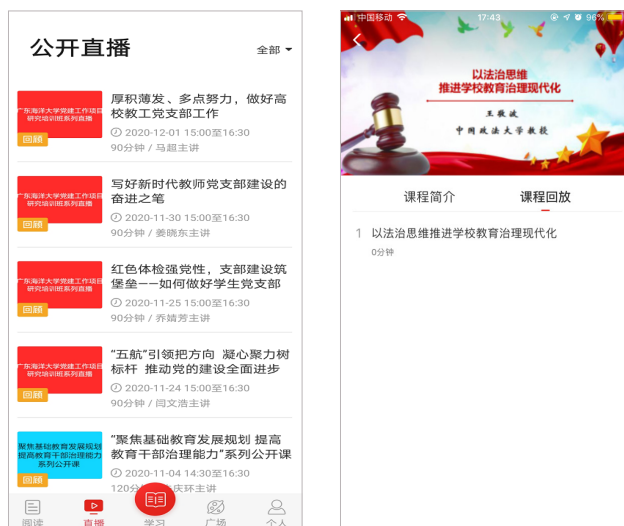 公开直播
全部
广东海洋大学党建工作项目
研究培训班系列直播
回顾
厚积薄发、多点努力，做好高
校教工党支部工作
2020-12-01 15:00至16:30
90分钟 / 马超主讲
广东海洋大学党建工作项目
研究培训班系列直播
回顾
写好新时代教师党支部建设的
奋进之笔
2020-11-30 15:00至16:30
90分钟 / 姜晓东主讲
广东海洋大学党建工作项目
研究培训班系列直播
回顾
红色体检强党性，支部建设筑
堡垒——如何做好学生党支部
2020-11-25 15:00至16:30
90分钟 / 乔婧芳主讲
广东海洋大学党建工作项目
研究培训班系列直播
回顾
“五航”引领把方向 凝心聚力树
标杆 推动党的建设全面进步
2020-11-24 15:00至16:30
90分钟 / 闫文浩主讲
聚焦基础教育发展规划
提高教育干部治理能力
系列公开课
回顾
“聚焦基础教育发展规划 提高
教育干部治理能力”系列公开课
2020-11-04 14:30至16:30
120分
庆环主讲
阅读
直播
学习
广场
个人
中国移动
17:43
96%
以法治思维
推进学校教育治理现代化
王敬波
中国政法大学教授
课程简介
课程回放
1 以法治思维推进学校教育治理现代化
0分钟